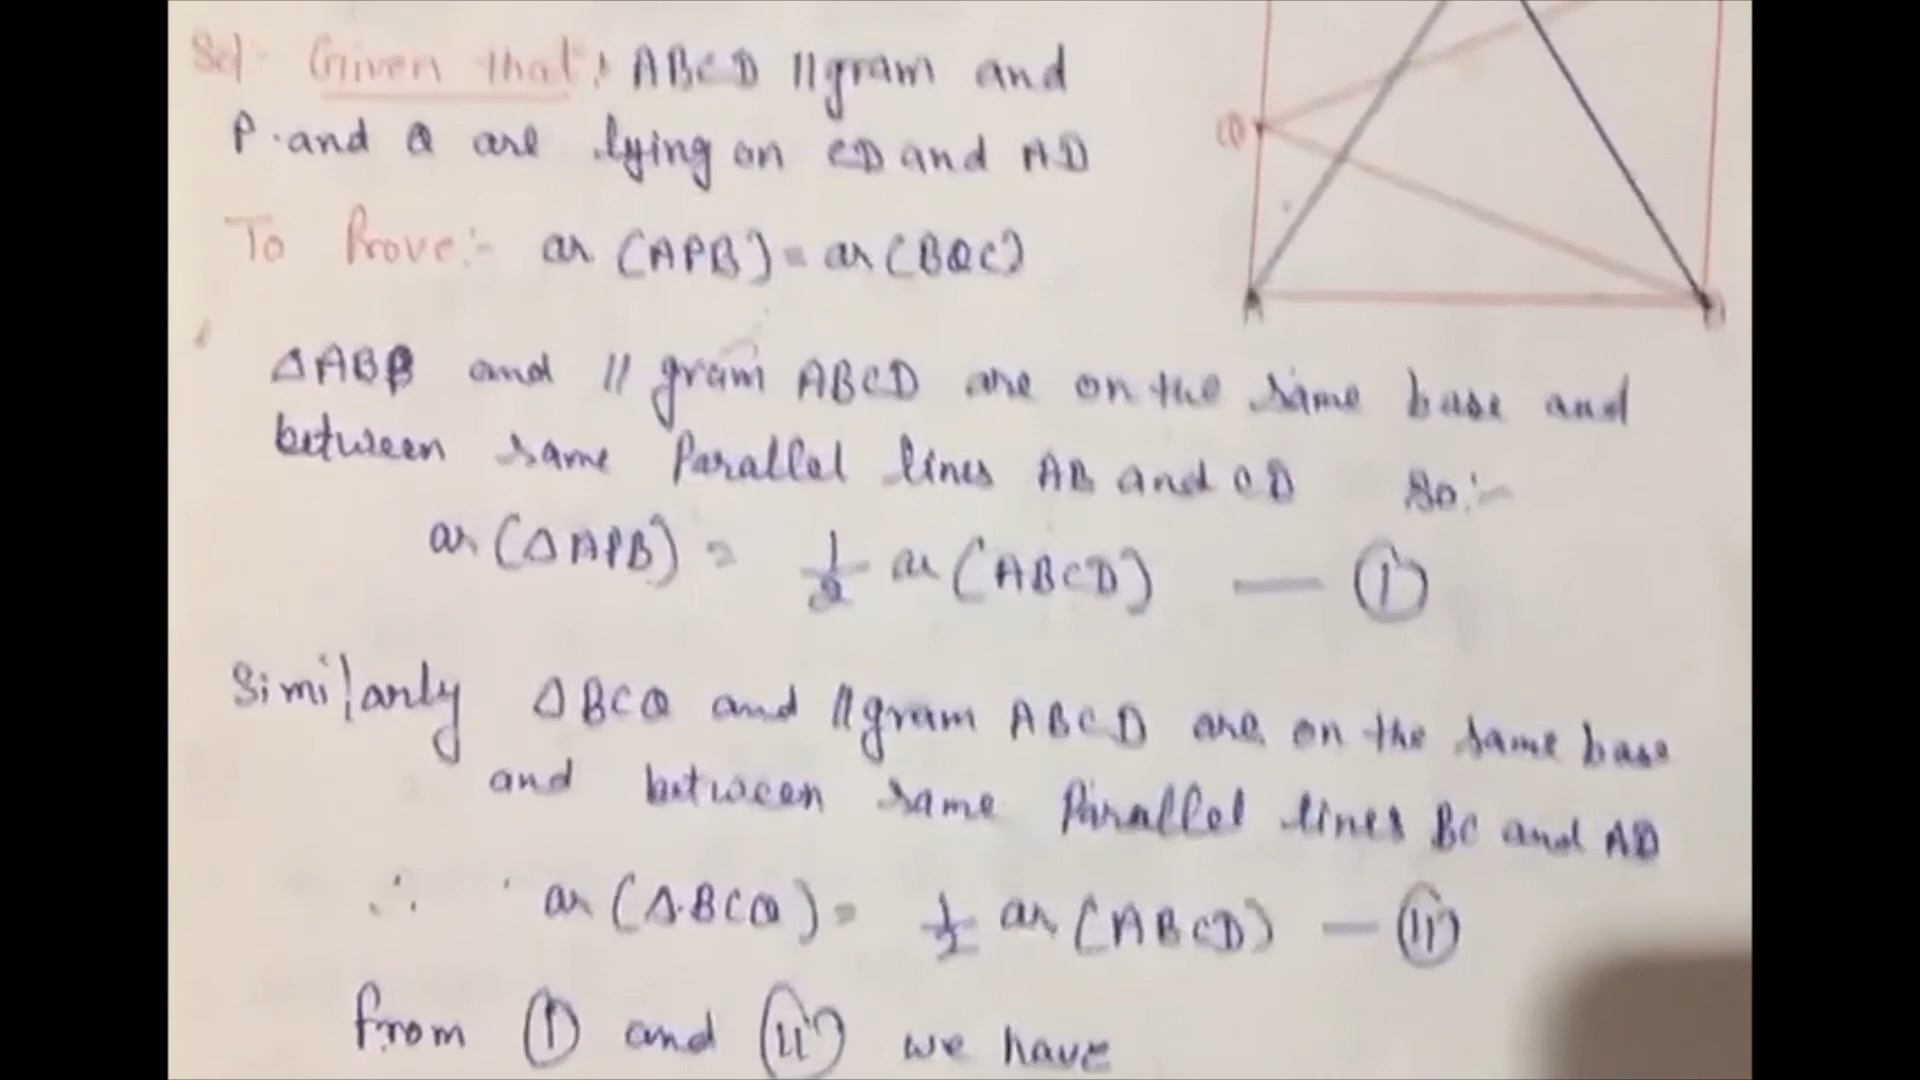 Sol- Given that:- ABCD ||gram and
P. and Q are lying on CD and AD
To Prove:- ar (APB) = ar (BQC)
Q
A
B
ΔABP and || gram ABCD are on the same base and
between same Parallel lines AB and CD so:-
ar (ΔAPB) = 1/2 ar (ABCD) — (i)
Similarly ΔBCQ and ||gram ABCD are on the same base
and between same Parallel lines BC and AD
∴ ar (ΔBCQ) = 1/2 ar (ABCD) — (ii)
from (i) and (ii) we have